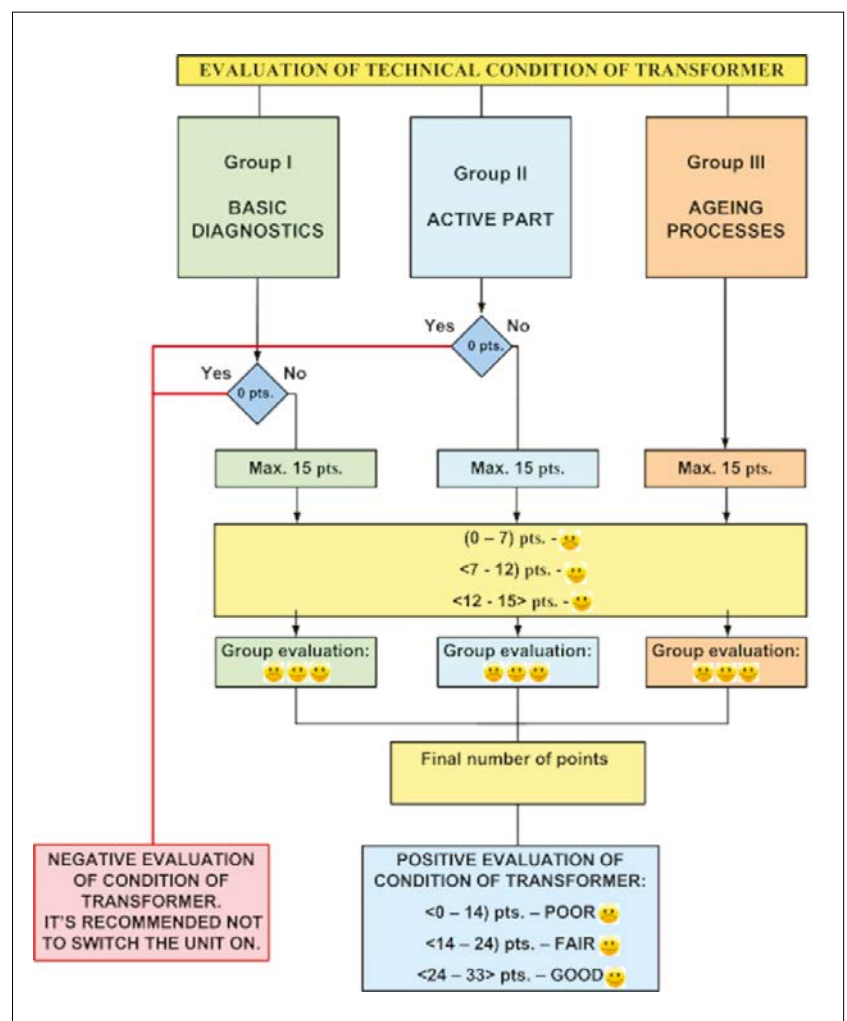 EVALUATION OF TECHNICAL CONDITION OF TRANSFORMER
Group I
BASIC
DIAGNOSTICS
Group II
ACTIVE PART
Group III
AGEING
PROCESSES
Yes
No
0 pts.
Yes
No
0 pts.
Max. 15 pts.
Max. 15 pts.
Max. 15 pts.
(0 – 7) pts. -
<7 - 12) pts. -
<12 - 15> pts. -
Group evaluation:
Group evaluation:
Group evaluation:
Final number of points
NEGATIVE EVALUATION
OF CONDITION OF
TRANSFORMER.
IT'S RECOMMENDED NOT
TO SWITCH THE UNIT ON.
POSITIVE EVALUATION OF
CONDITION OF TRANSFORMER:
<0 – 14) pts. – POOR
<14 – 24) pts. – FAIR
<24 – 33> pts. – GOOD